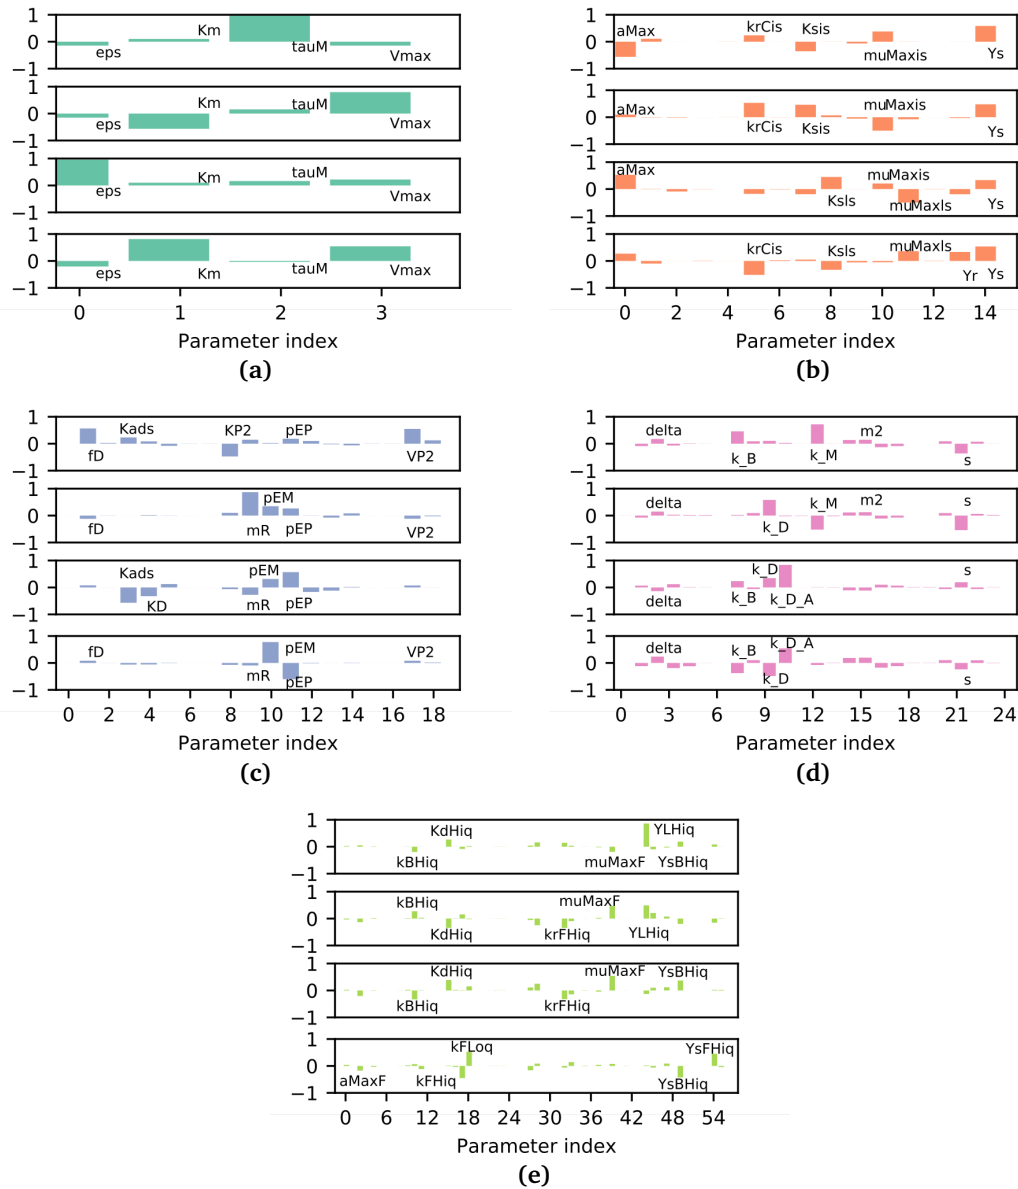 1
0
−1
eps
Km
tauM
Vmax
1
0
−1
eps
Km
tauM
Vmax
1
0
−1
eps
Km
tauM
Vmax
1
0
−1
eps
Km
tauM
Vmax
0 1 2 3
Parameter index
(a)
1
0
−1
aMax
krCis
Ksis
muMaxis
Ys
1
0
−1
aMax
krCis
Ksis
muMaxis
Ys
1
0
−1
aMax
Ksls
muMaxis
muMaxls
Ys
1
0
−1
krCis
Ksls
muMaxls
Yr
Ys
0 2 4 6 8 10 12 14
Parameter index
(b)
1
0
−1
fD
Kads
KP2
pEP
VP2
1
0
−1
fD
mR
pEM
pEP
VP2
1
0
−1
Kads
KD
mR
pEM
pEP
1
0
−1
fD
mR
pEM
pEP
VP2
0 2 4 6 8 10 12 14 16 18
Parameter index
(c)
1
0
−1
delta
k_B
k_M
m2
s
1
0
−1
delta
k_D
k_M
m2
s
1
0
−1
delta
k_B
k_D
k_D_A
s
1
0
−1
delta
k_B
k_D
k_D_A
s
0 3 6 9 12 15 18 21 24
Parameter index
(d)
1
0
−1
kBHiq
KdHiq
muMaxF
YLHiq
YsBHiq
1
0
−1
kBHiq
KdHiq
krFHiq
muMaxF
YLHiq
1
0
−1
kBHiq
KdHiq
krFHiq
muMaxF
YsBHiq
1
0
−1
aMaxF
kFHiq
kFLoq
YsBHiq
YsFHiq
0 6 12 18 24 30 36 42 48 54
Parameter index
(e)